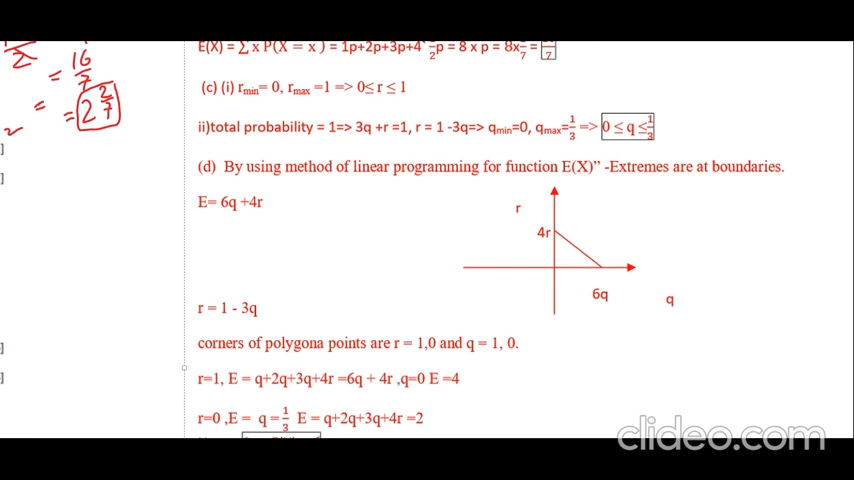 E(X) = ∑ x P(X = x ) = 1p+2p+3p+4 1/2 p = 8 x p = 8x 1/7 =
= 16/7
= = 2 2/7
(c) (i) rmin= 0, rmax =1 => 0≤ r ≤ 1
ii)total probability = 1=> 3q +r =1, r = 1 -3q=> qmin=0, qmax=1/3 => 0 ≤ q ≤1/3
(d) By using method of linear programming for function E(X)” -Extremes are at boundaries.
E= 6q +4r
r
4r
6q
q
r = 1 - 3q
corners of polygona points are r = 1,0 and q = 1, 0.
r=1, E = q+2q+3q+4r =6q + 4r ,q=0 E =4
r=0 ,E = q =1/3 E = q+2q+3q+4r =2
clideo.com